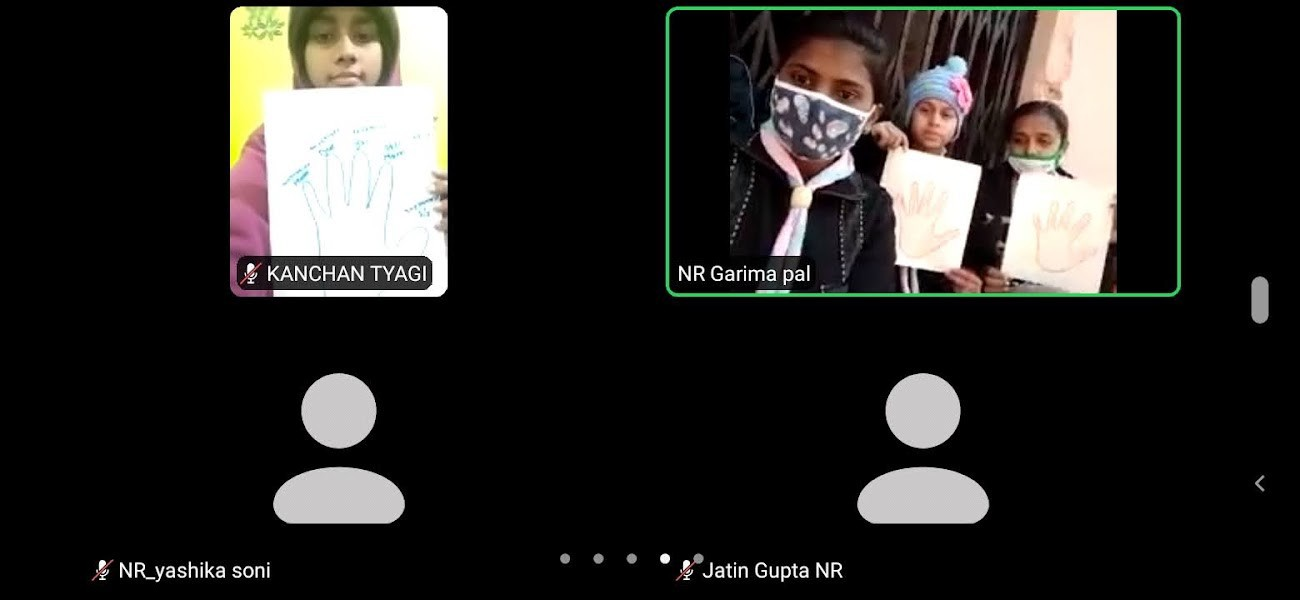 KANCHAN TYAGI
NR Garima pal
NR_yashika soni
Jatin Gupta NR